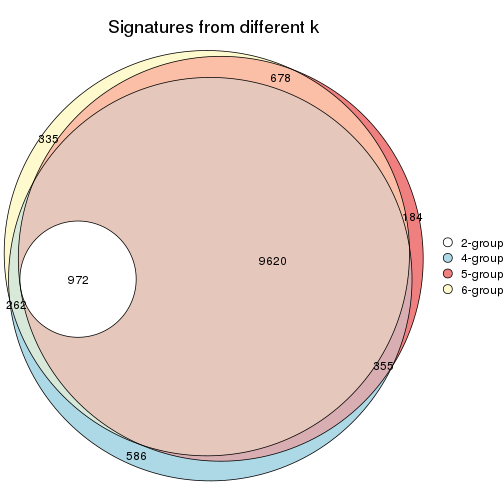 Signatures from different k
678
335
184
9620
972
262
355
586
2-group
4-group
5-group
6-group